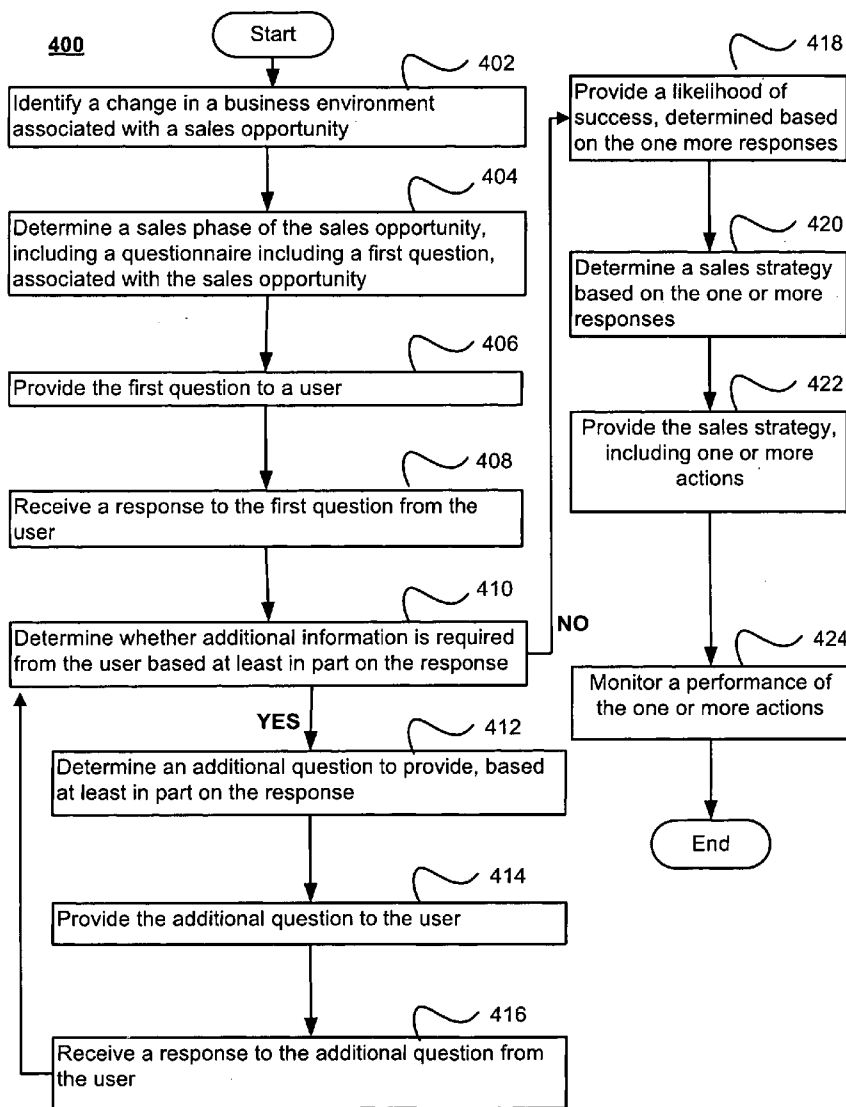 400
Start
402
Identify a change in a business environment
associated with a sales opportunity
404
Determine a sales phase of the sales opportunity,
including a questionnaire including a first question,
associated with the sales opportunity
406
Provide the first question to a user
408
Receive a response to the first question from the
user
410
Determine whether additional information is required
from the user based at least in part on the response
NO
YES
412
Determine an additional question to provide, based
at least in part on the response
414
Provide the additional question to the user
416
Receive a response to the additional question from
the user
418
Provide a likelihood of
success, determined based
on the one more responses
420
Determine a sales strategy
based on the one or more
responses
422
Provide the sales strategy,
including one or more
actions
424
Monitor a performance of
the one or more actions
End